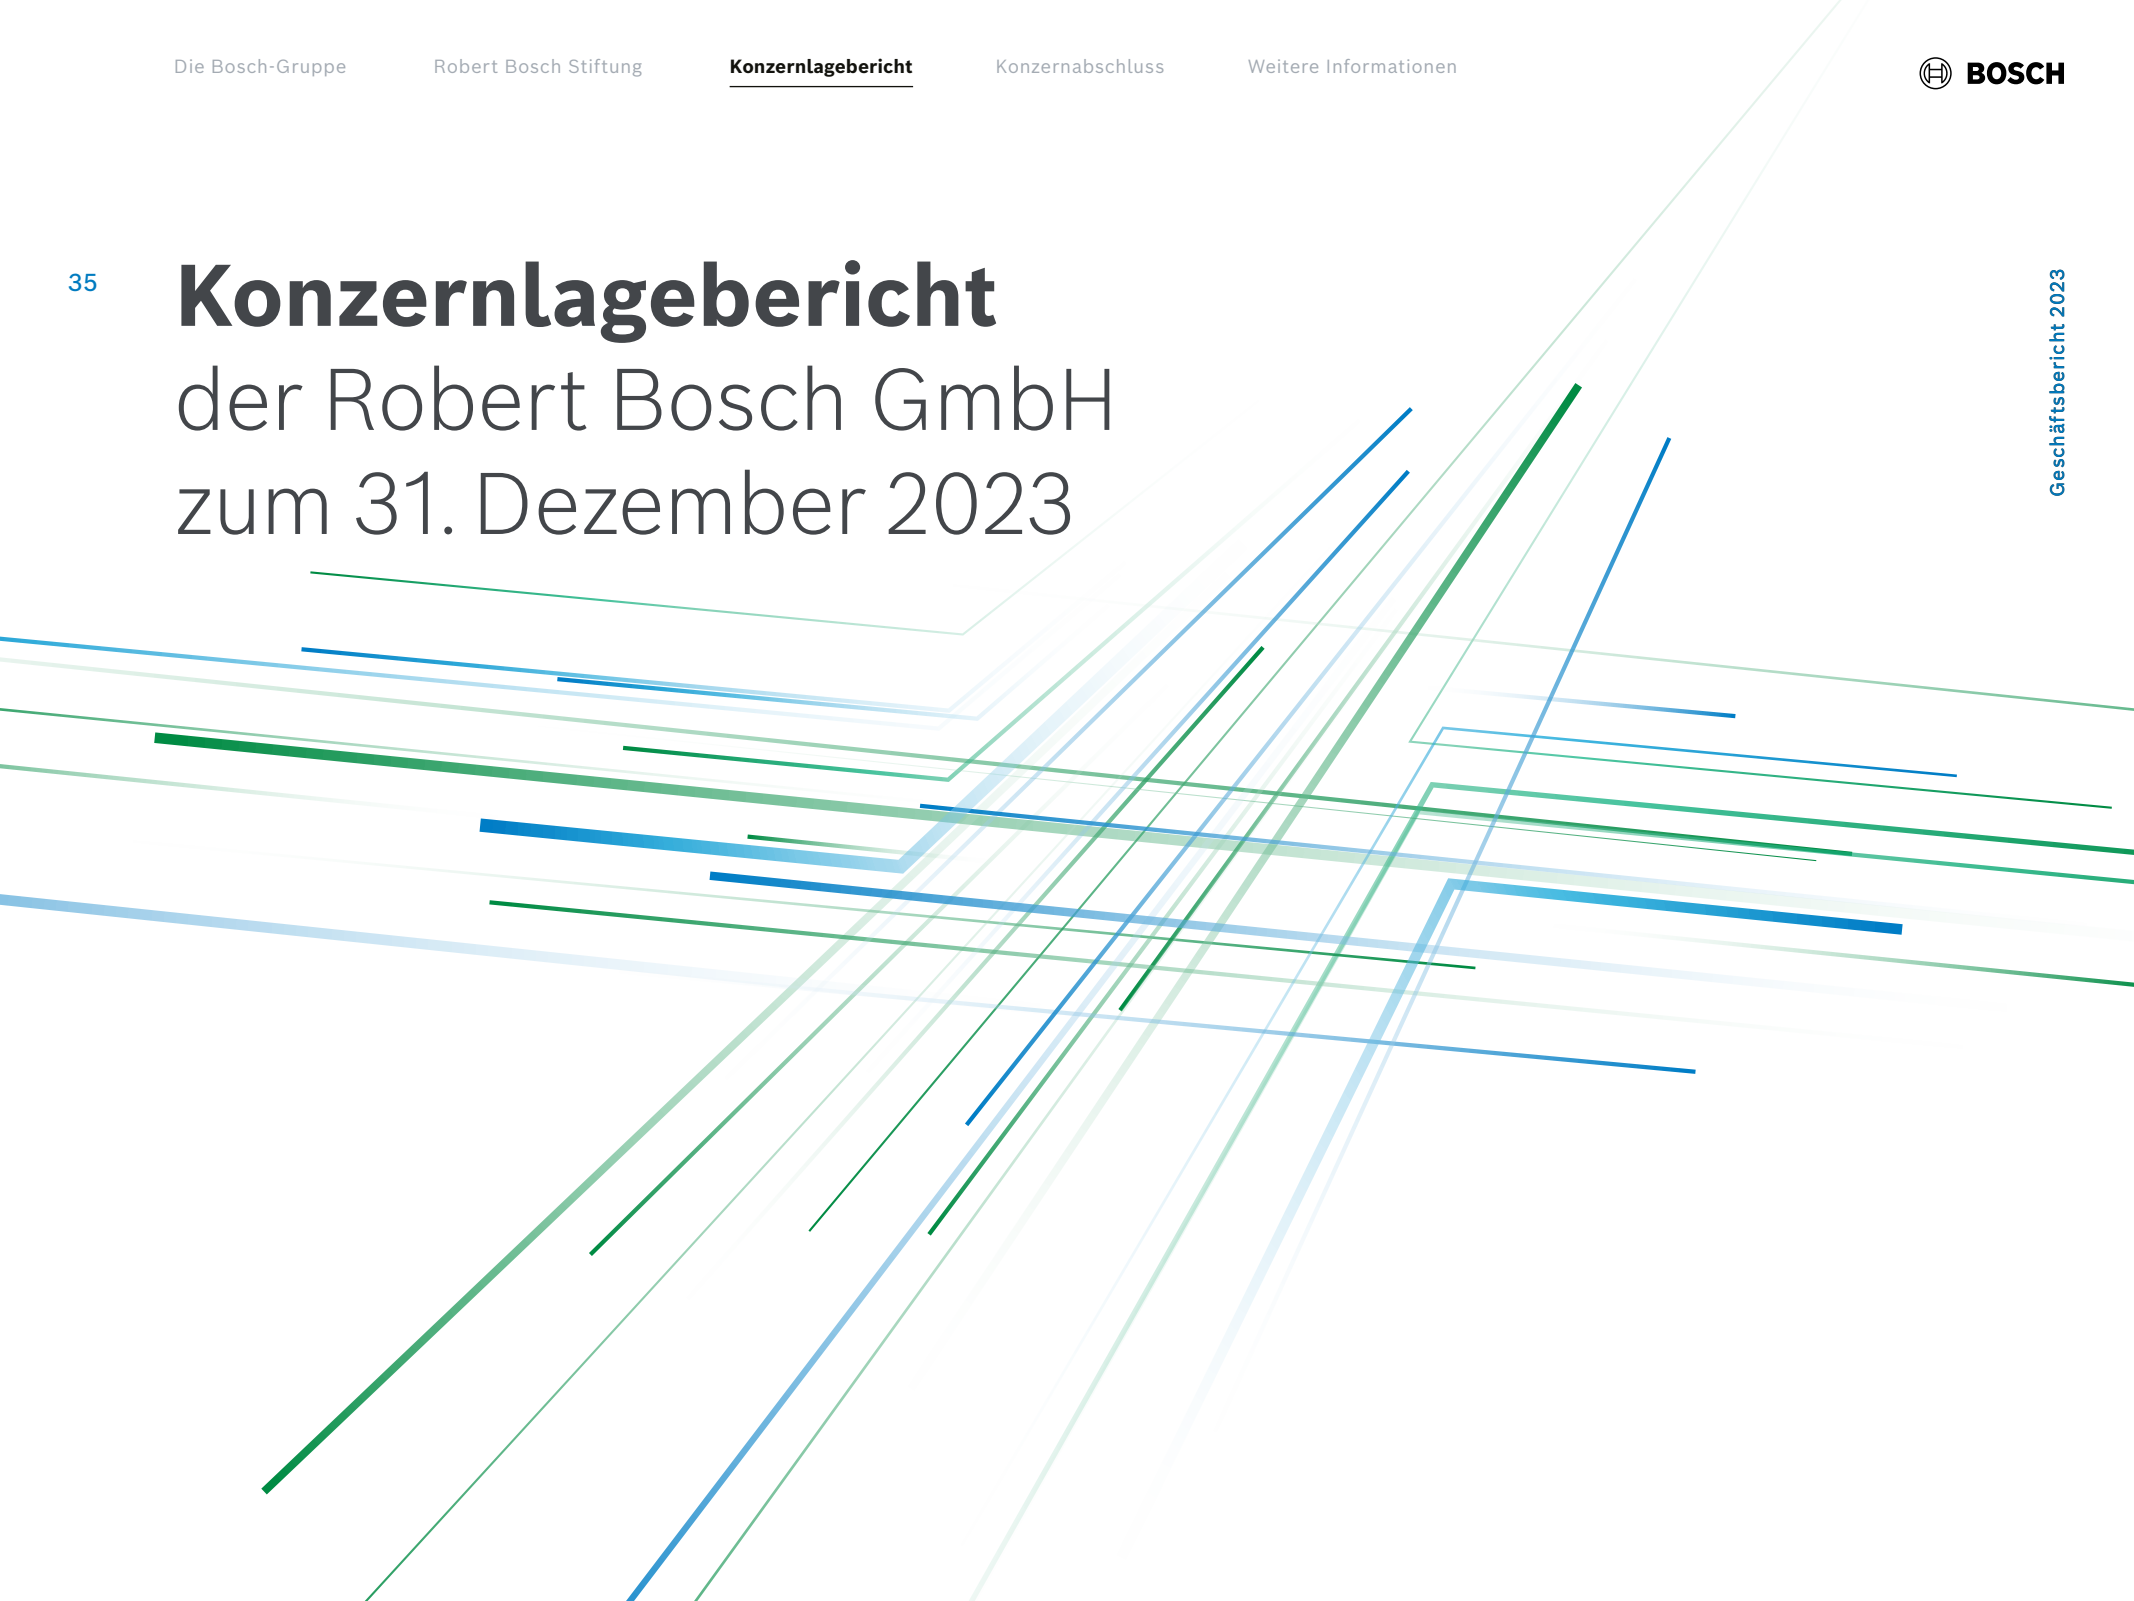 Die Bosch-Gruppe
Robert Bosch Stiftung
Konzernlagebericht
Konzernabschluss
Weitere Informationen
BOSCH
35
Konzernlagebericht
der Robert Bosch GmbH
zum 31. Dezember 2023
Geschäftsbericht 2023